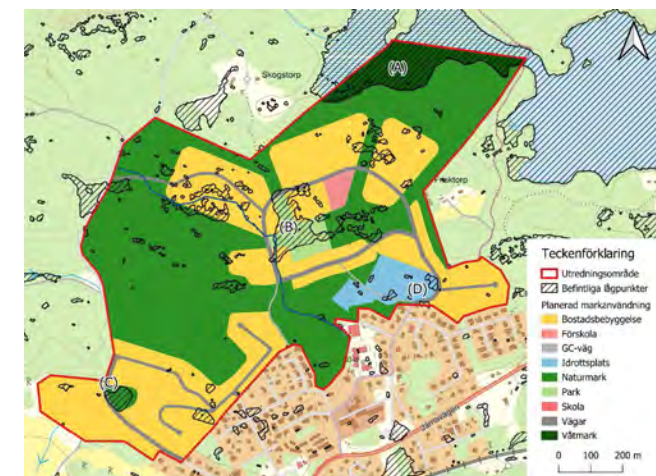 Skogstorp
(A)
(B)
(C)
(D)
Järnavägen
Teckenförklaring
Utredningsområde
Befintliga lågpunkter
Planerad markanvändning
Bostadsbebyggelse
Förskola
GC-väg
Idrottsplats
Naturmark
Park
Skola
Vägar
Våtmark
0 100 200 m